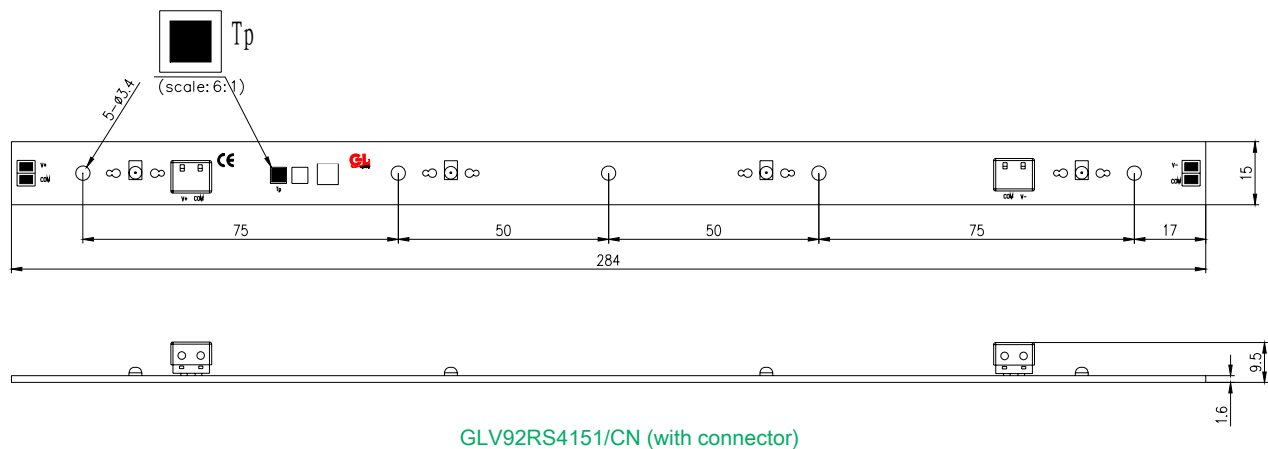 Tp
(scale:6:1)
5-ø3.4
CE
GL
V+
COM
V+ COM
Tp
COM V-
V-
COM
15
75
50
50
75
17
284
9.5
1.6
GLV92RS4151/CN (with connector)